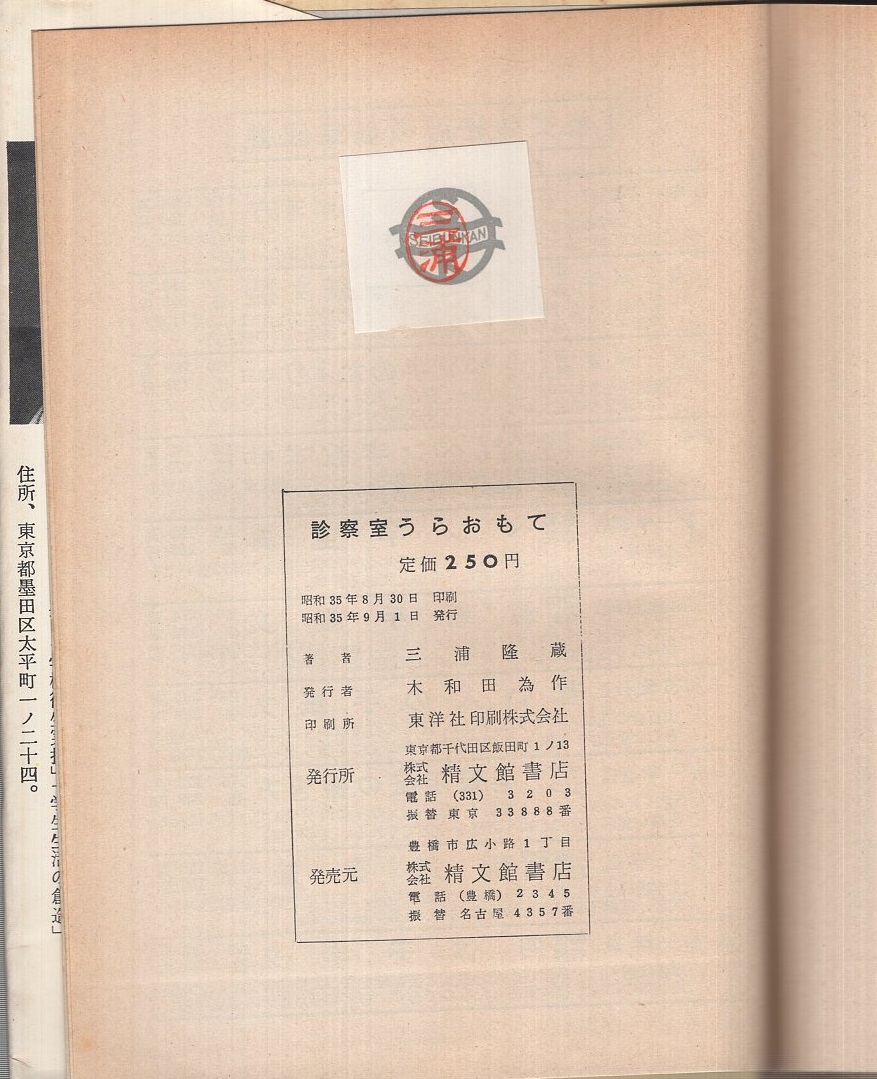 SEIBUNKAN
三浦
診察室うらおもて
定価250円
昭和35年8月30日 印刷
昭和35年9月1日 発行
著者 三浦隆蔵
発行者 木和田為作
印刷所 東洋社印刷株式会社
東京都千代田区飯田町1ノ13
発行所 株式会社 精文館書店
電話 (331) 3203
振替東京 33888番
豊橋市広小路1丁目
発売元 株式会社 精文館書店
電話 (豊橋) 2345
振替 名古屋 4357番
学生生活の創造」
住所、東京都墨田区太平町一ノ二十四。